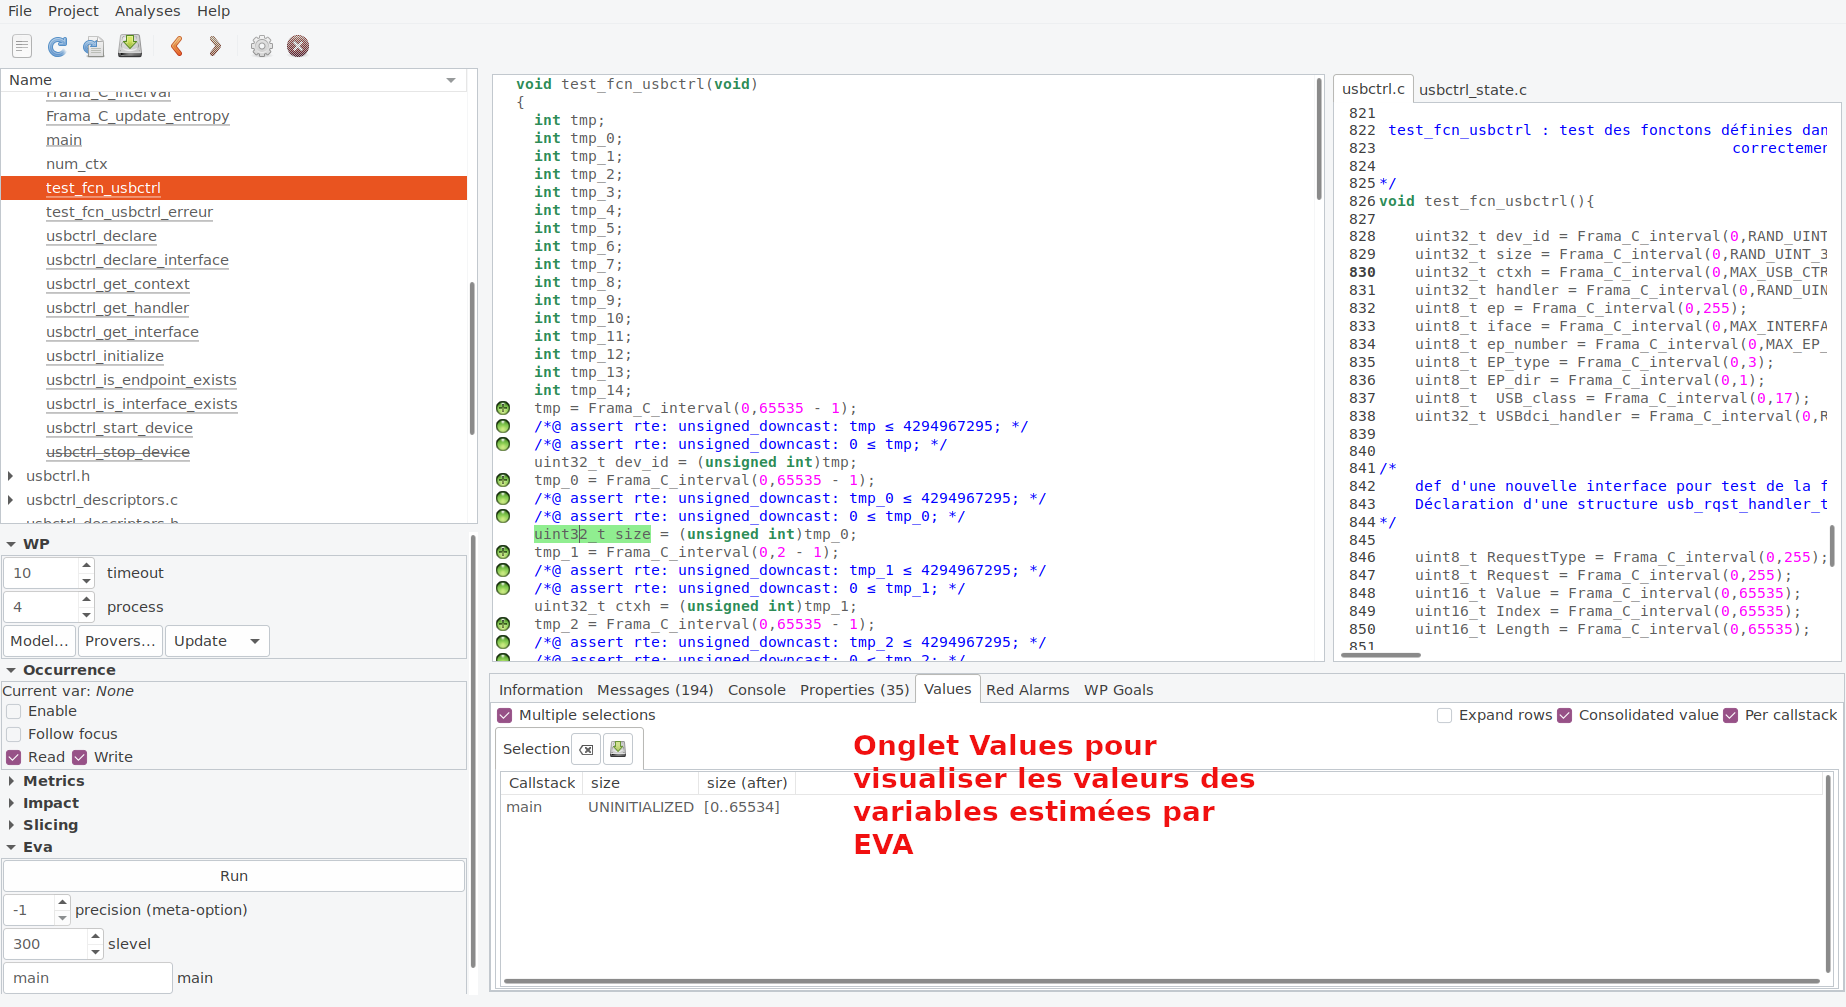 File Project Analyses Help
Name
Frama_C_interval
Frama_C_update_entropy
main
num_ctx
test_fcn_usbctrl
test_fcn_usbctrl_erreur
usbctrl_declare
usbctrl_declare_interface
usbctrl_get_context
usbctrl_get_handler
usbctrl_get_interface
usbctrl_initialize
usbctrl_is_endpoint_exists
usbctrl_is_interface_exists
usbctrl_start_device
usbctrl_stop_device
usbctrl.h
usbctrl_descriptors.c
usbctrl_descriptors.h
WP
10 timeout
4 process
Model... Provers... Update
Occurrence
Current var: None
Enable
Follow focus
Read Write
Metrics
Impact
Slicing
Eva
Run
-1 precision (meta-option)
300 slevel
main main
void test_fcn_usbctrl(void)
{
int tmp;
int tmp_0;
int tmp_1;
int tmp_2;
int tmp_3;
int tmp_4;
int tmp_5;
int tmp_6;
int tmp_7;
int tmp_8;
int tmp_9;
int tmp_10;
int tmp_11;
int tmp_12;
int tmp_13;
int tmp_14;
tmp = Frama_C_interval(0,65535 - 1);
/*@ assert rte: unsigned_downcast: tmp ≤ 4294967295; */
/*@ assert rte: unsigned_downcast: 0 ≤ tmp; */
uint32_t dev_id = (unsigned int)tmp;
tmp_0 = Frama_C_interval(0,65535 - 1);
/*@ assert rte: unsigned_downcast: tmp_0 ≤ 4294967295; */
/*@ assert rte: unsigned_downcast: 0 ≤ tmp_0; */
uint32_t size = (unsigned int)tmp_0;
tmp_1 = Frama_C_interval(0,2 - 1);
/*@ assert rte: unsigned_downcast: tmp_1 ≤ 4294967295; */
/*@ assert rte: unsigned_downcast: 0 ≤ tmp_1; */
uint32_t ctxh = (unsigned int)tmp_1;
tmp_2 = Frama_C_interval(0,65535 - 1);
/*@ assert rte: unsigned_downcast: tmp_2 ≤ 4294967295; */
/*@ assert rte: unsigned_downcast: 0 ≤ tmp_2; */
usbctrl.c usbctrl_state.c
821
822 test_fcn_usbctrl : test des fonctons définies dan
823 correctemen
824
825 */
826 void test_fcn_usbctrl(){
827
828 uint32_t dev_id = Frama_C_interval(0,RAND_UINT
829 uint32_t size = Frama_C_interval(0,RAND_UINT_3
830 uint32_t ctxh = Frama_C_interval(0,MAX_USB_CTR
831 uint32_t handler = Frama_C_interval(0,RAND_UIN
832 uint8_t ep = Frama_C_interval(0,255);
833 uint8_t iface = Frama_C_interval(0,MAX_INTERFA
834 uint8_t ep_number = Frama_C_interval(0,MAX_EP_
835 uint8_t EP_type = Frama_C_interval(0,3);
836 uint8_t EP_dir = Frama_C_interval(0,1);
837 uint8_t USB_class = Frama_C_interval(0,17);
838 uint32_t USBdci_handler = Frama_C_interval(0,R
839
840
841 /*
842 def d'une nouvelle interface pour test de la f
843 Déclaration d'une structure usb_rqst_handler_t
844 */
845
846 uint8_t RequestType = Frama_C_interval(0,255);
847 uint8_t Request = Frama_C_interval(0,255);
848 uint16_t Value = Frama_C_interval(0,65535);
849 uint16_t Index = Frama_C_interval(0,65535);
850 uint16_t Length = Frama_C_interval(0,65535);
851
Information Messages (194) Console Properties (35) Values Red Alarms WP Goals
Multiple selections Expand rows Consolidated value Per callstack
Selection
Callstack size size (after)
main UNINITIALIZED [0..65534]
Onglet Values pour
visualiser les valeurs des
variables estimées par
EVA